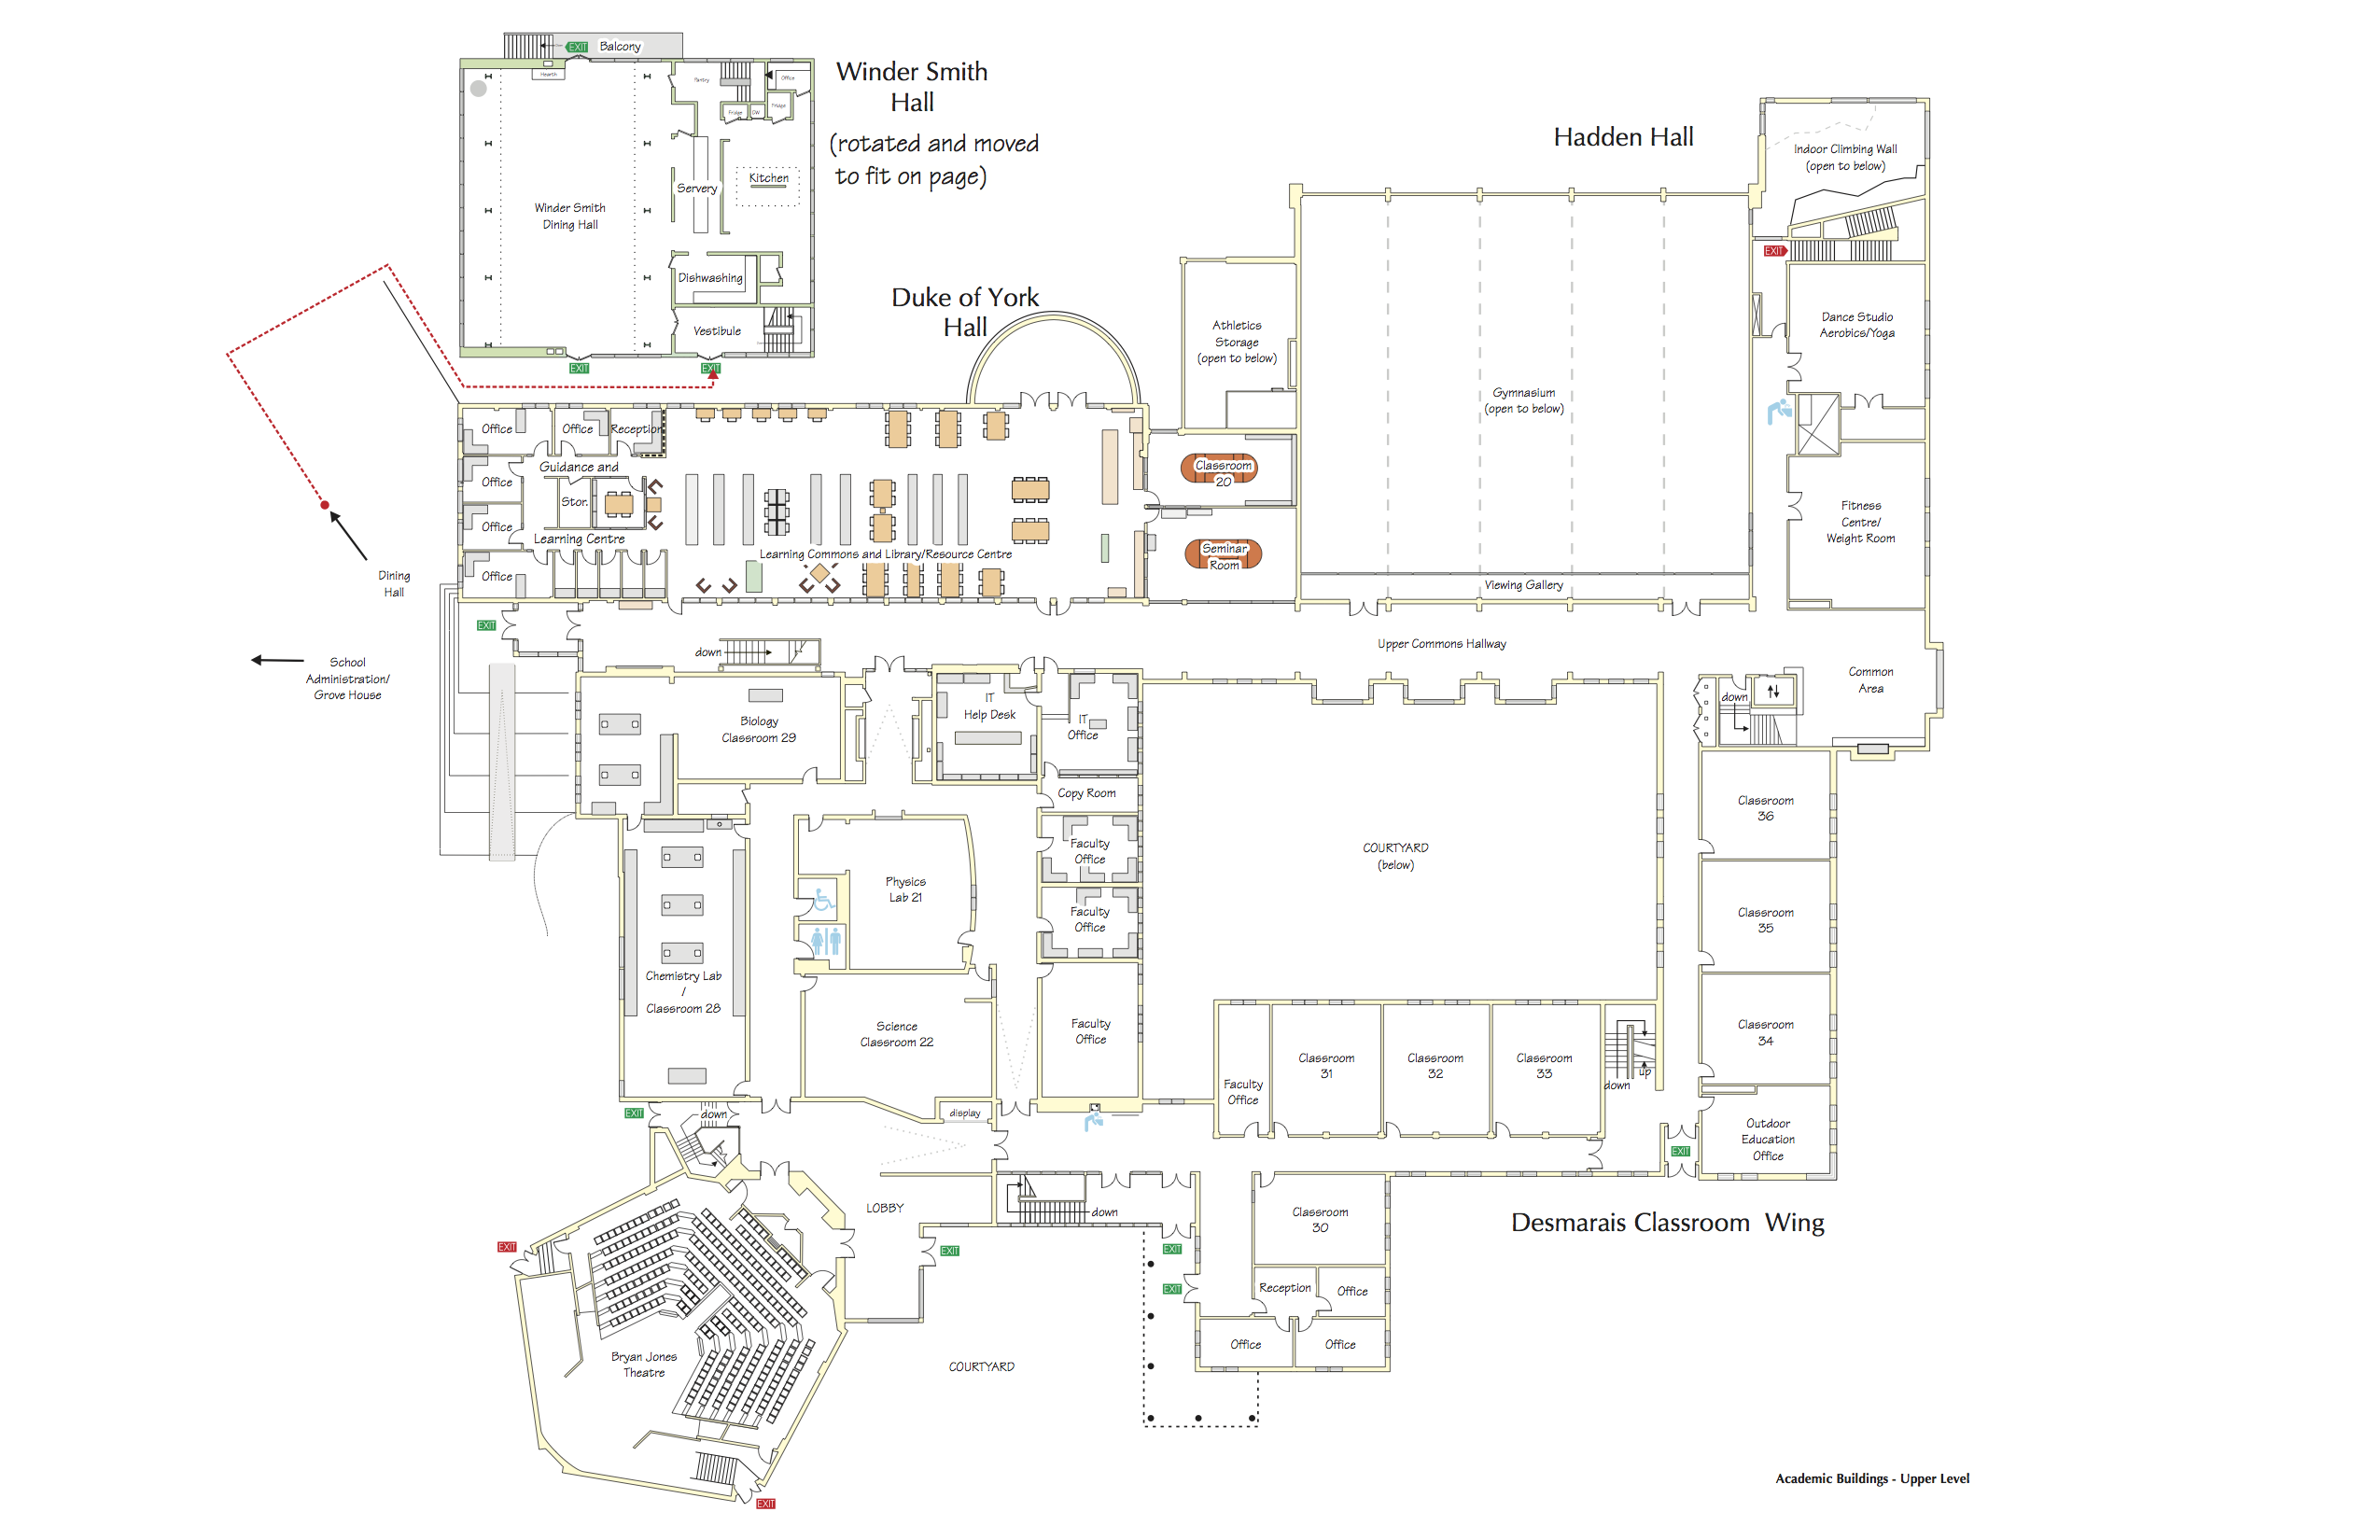 EXIT Balcony
Hearth
Pantry
Office
Fridge
DW
Fridge
Winder Smith
Hall
(rotated and moved
to fit on page)
Kitchen
Servery
Winder Smith
Dining Hall
Dishwashing
Vestibule
EXIT
EXIT
Hadden Hall
Indoor Climbing Wall
(open to below)
EXIT
Duke of York
Hall
Athletics
Storage
(open to below)
Dance Studio
Aerobics/Yoga
Gymnasium
(open to below)
Office
Office
Reception
Guidance and
Office
Stor.
Office
Learning Centre
Office
Learning Commons and Library/Resource Centre
Classroom
20
Seminar
Room
Fitness
Centre/
Weight Room
Viewing Gallery
Dining
Hall
EXIT
School
Administration/
Grove House
down
Upper Commons Hallway
Common
Area
down
Biology
Classroom 29
IT
Help Desk
IT
Office
Copy Room
Classroom
36
COURTYARD
(below)
Faculty
Office
Physics
Lab 21
Faculty
Office
Classroom
35
Chemistry Lab
/
Classroom 28
Science
Classroom 22
Faculty
Office
Classroom
34
Faculty
Office
Classroom
31
Classroom
32
Classroom
33
down
up
EXIT
down
display
Outdoor
Education
Office
EXIT
LOBBY
down
Classroom
30
Desmarais Classroom Wing
EXIT
EXIT
EXIT
EXIT
Reception
Office
Office
Office
Bryan Jones
Theatre
COURTYARD
Academic Buildings - Upper Level
EXIT